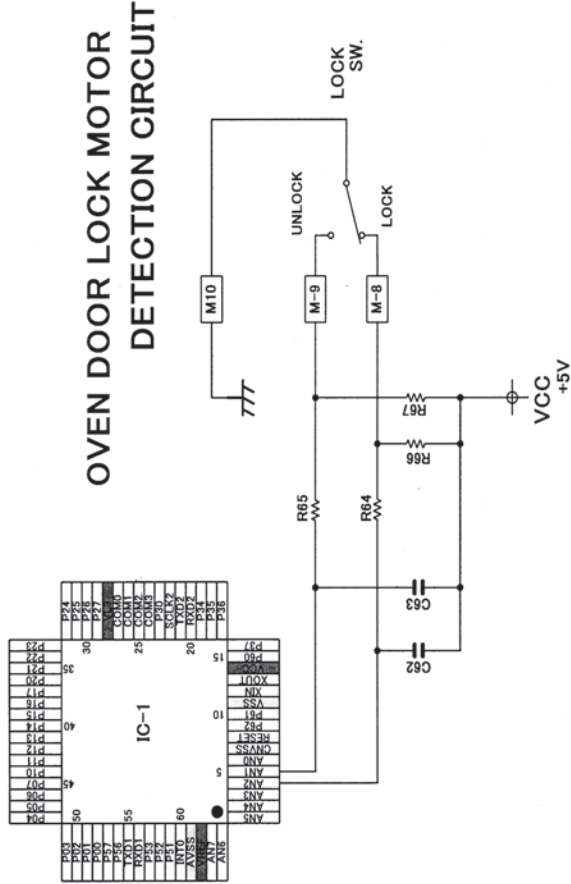 OVEN DOOR LOCK MOTOR
DETECTION CIRCUIT
LOCK
SW.
UNLOCK
LOCK
M10
M-9
M-8
R67
R66
VCC
+5V
R65
R64
C63
C62
IC-1
P24
P25
P26
P27
VL3
COM0
COM1
COM2
COM3
P30
SCLK2
TXD2
RXD2
P34
P35
P36
30
25
20
P23
P22
P21
P20
P17
P16
P15
P14
P13
P12
P11
P10
P07
P06
P05
P04
35
40
45
P37
P60
VCC
XOUT
XIN
VSS
P61
P62
RESET
CNVSS
AN0
AN1
AN2
AN3
AN4
AN5
15
10
5
50
55
60
P03
P02
P01
P00
P57
P56
TXD1
RXD1
P53
P52
P51
INT0
AVSS
VREF
AN7
AN6